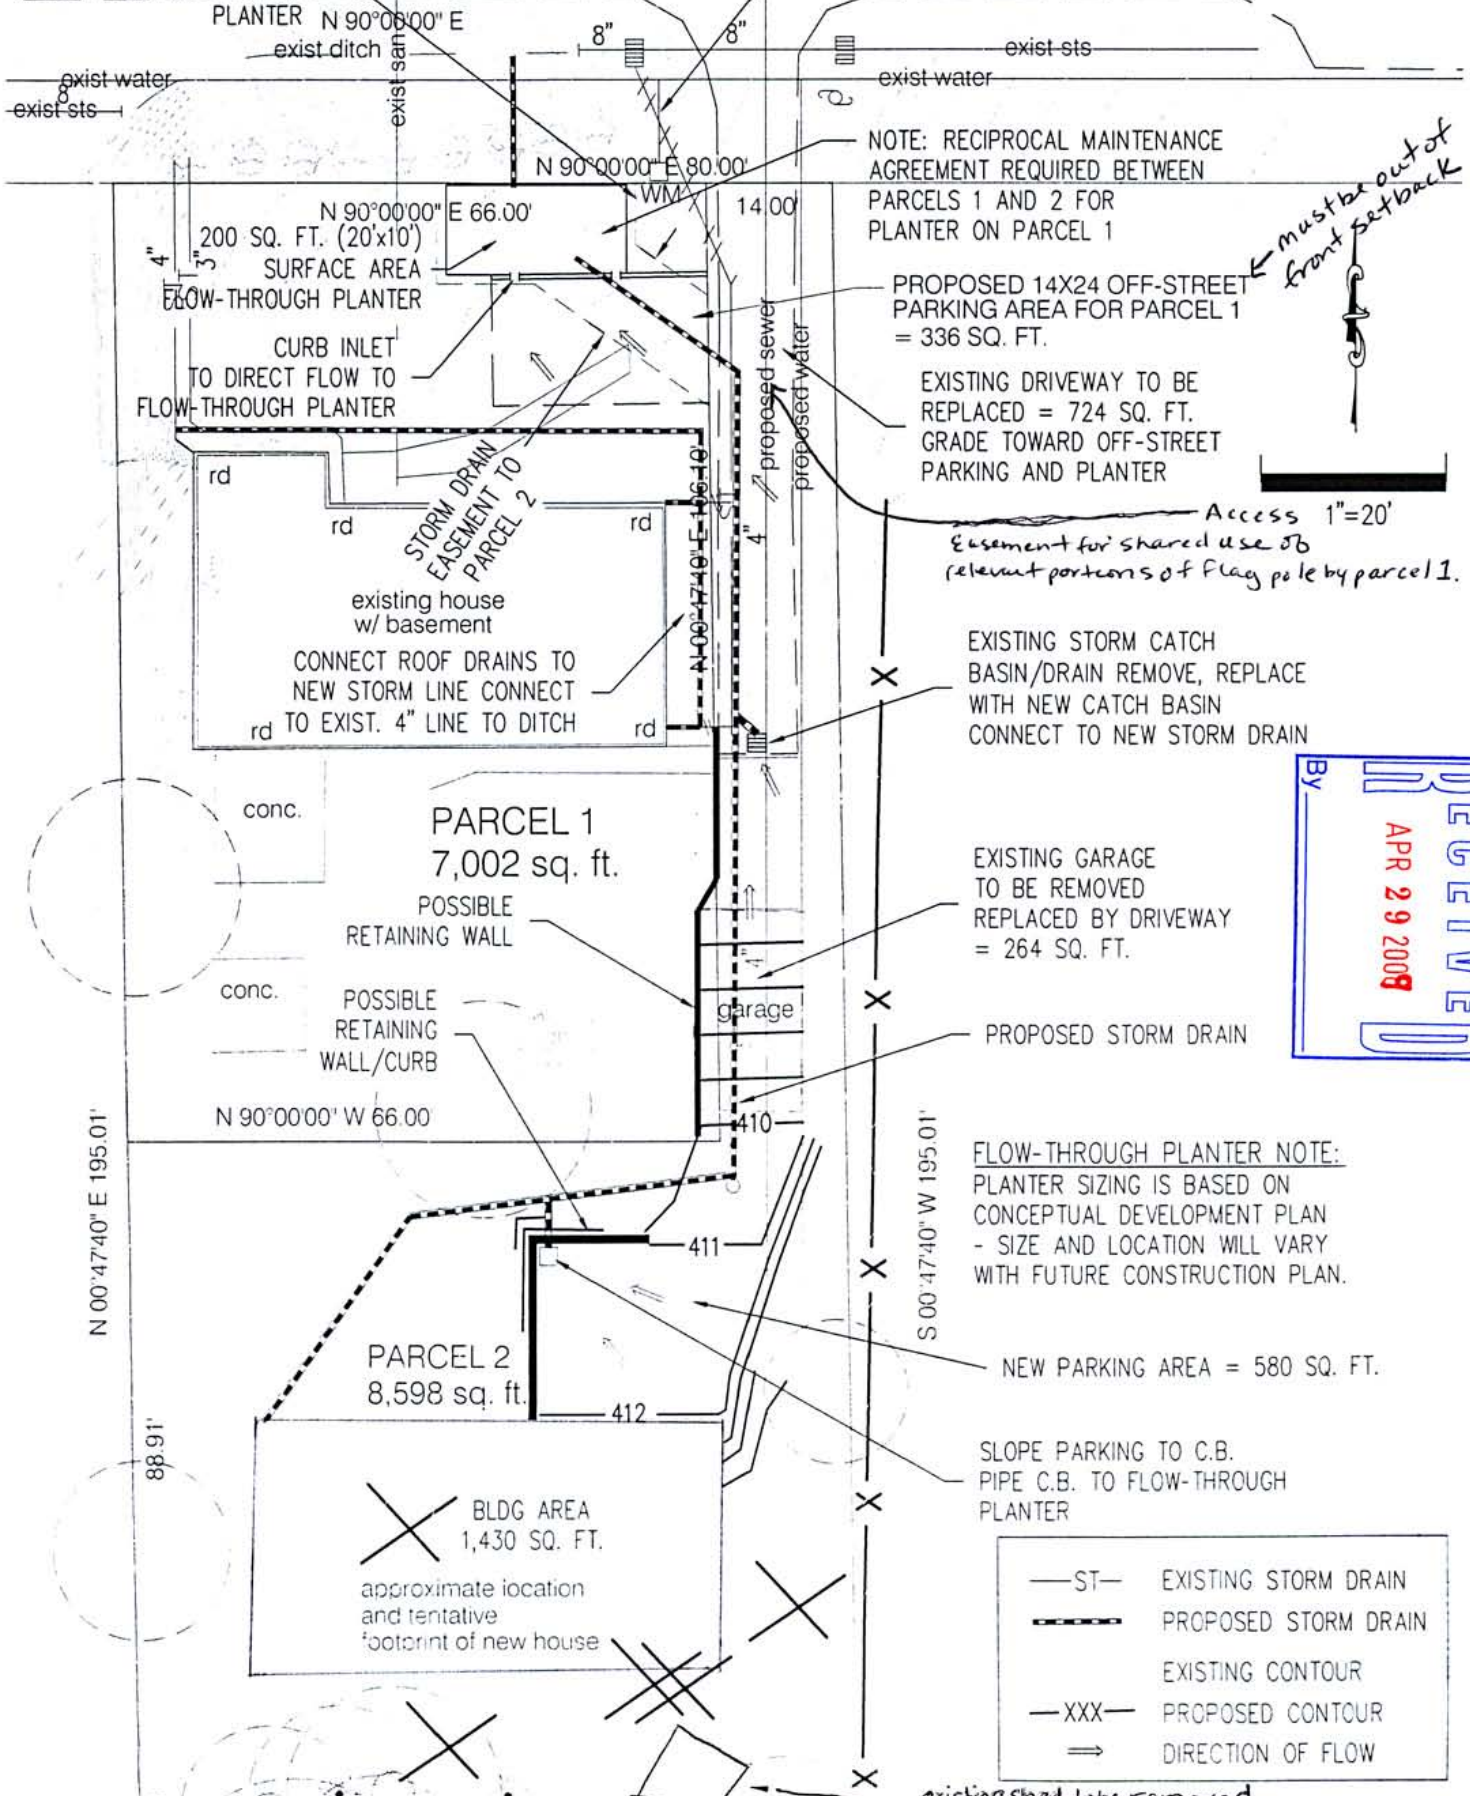 PLANTER
N 90°00'00" E
exist ditch
8"
8"
exist sts
exist water
exist water
8
exist sts
exist san
NOTE: RECIPROCAL MAINTENANCE
AGREEMENT REQUIRED BETWEEN
PARCELS 1 AND 2 FOR
PLANTER ON PARCEL 1
must be out of
front setback
N 90°00'00" E 80.00'
WM
14.00'
N 90°00'00" E 66.00'
200 SQ. FT. (20'x10')
SURFACE AREA
FLOW-THROUGH PLANTER
4"
3"
PROPOSED 14X24 OFF-STREET
PARKING AREA FOR PARCEL 1
= 336 SQ. FT.
CURB INLET
TO DIRECT FLOW TO
FLOW-THROUGH PLANTER
proposed sewer
proposed water
EXISTING DRIVEWAY TO BE
REPLACED = 724 SQ. FT.
GRADE TOWARD OFF-STREET
PARKING AND PLANTER
1"=20'
Access
Easement for shared use of
relevant portions of flag pole by parcel 1.
rd
rd
rd
STORM DRAIN
EASEMENT TO
PARCEL 2
N 00°47'40" E 106.10'
4"
existing house
w/ basement
CONNECT ROOF DRAINS TO
NEW STORM LINE CONNECT
TO EXIST. 4" LINE TO DITCH
rd
rd
EXISTING STORM CATCH
BASIN/DRAIN REMOVE, REPLACE
WITH NEW CATCH BASIN
CONNECT TO NEW STORM DRAIN
RECEIVED
APR 29 2009
By
conc.
PARCEL 1
7,002 sq. ft.
POSSIBLE
RETAINING WALL
EXISTING GARAGE
TO BE REMOVED
REPLACED BY DRIVEWAY
= 264 SQ. FT.
4"
conc.
POSSIBLE
RETAINING
WALL/CURB
garage
PROPOSED STORM DRAIN
N 90°00'00" W 66.00'
410
N 00°47'40" E 195.01'
S 00°47'40" W 195.01'
FLOW-THROUGH PLANTER NOTE:
PLANTER SIZING IS BASED ON
CONCEPTUAL DEVELOPMENT PLAN
- SIZE AND LOCATION WILL VARY
WITH FUTURE CONSTRUCTION PLAN.
411
PARCEL 2
8,598 sq. ft.
NEW PARKING AREA = 580 SQ. FT.
412
88.91'
SLOPE PARKING TO C.B.
PIPE C.B. TO FLOW-THROUGH
PLANTER
BLDG AREA
1,430 SQ. FT.
approximate location
and tentative
footprint of new house
ST EXISTING STORM DRAIN
PROPOSED STORM DRAIN
EXISTING CONTOUR
XXX PROPOSED CONTOUR
DIRECTION OF FLOW
existing shed to be removed